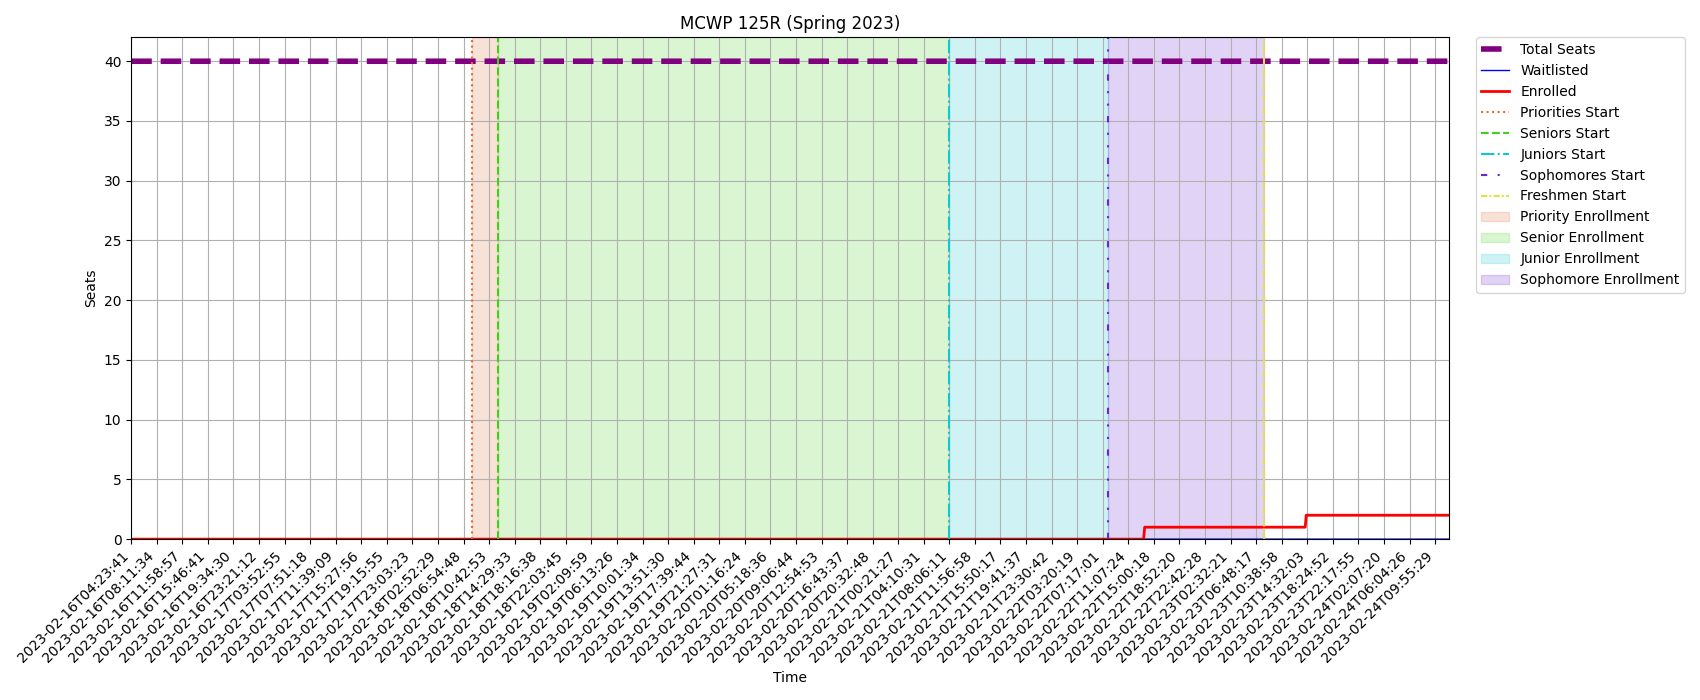 MCWP 125R (Spring 2023)
Seats
40
35
30
25
20
15
10
5
0
2023-02-16T04:23:41
2023-02-16T08:11:34
2023-02-16T11:58:57
2023-02-16T15:46:41
2023-02-16T19:34:30
2023-02-16T23:21:12
2023-02-17T03:52:55
2023-02-17T07:51:18
2023-02-17T11:39:09
2023-02-17T15:27:56
2023-02-17T19:15:55
2023-02-17T23:03:23
2023-02-18T02:52:29
2023-02-18T06:54:48
2023-02-18T10:42:53
2023-02-18T14:29:33
2023-02-18T18:16:38
2023-02-18T22:03:45
2023-02-19T02:09:59
2023-02-19T06:13:26
2023-02-19T10:01:34
2023-02-19T13:51:30
2023-02-19T17:39:44
2023-02-19T21:27:31
2023-02-20T01:16:24
2023-02-20T05:18:36
2023-02-20T09:06:44
2023-02-20T12:54:53
2023-02-20T16:43:37
2023-02-20T20:32:48
2023-02-21T00:21:27
2023-02-21T04:10:31
2023-02-21T08:06:11
2023-02-21T11:56:58
2023-02-21T15:50:17
2023-02-21T19:41:37
2023-02-21T23:30:42
2023-02-22T03:20:19
2023-02-22T07:17:01
2023-02-22T11:07:24
2023-02-22T15:00:18
2023-02-22T18:52:20
2023-02-22T22:42:28
2023-02-23T02:32:21
2023-02-23T06:48:17
2023-02-23T10:38:58
2023-02-23T14:32:03
2023-02-23T18:24:52
2023-02-23T22:17:55
2023-02-24T02:07:20
2023-02-24T06:04:26
2023-02-24T09:55:29
Time
Total Seats
Waitlisted
Enrolled
Priorities Start
Seniors Start
Juniors Start
Sophomores Start
Freshmen Start
Priority Enrollment
Senior Enrollment
Junior Enrollment
Sophomore Enrollment